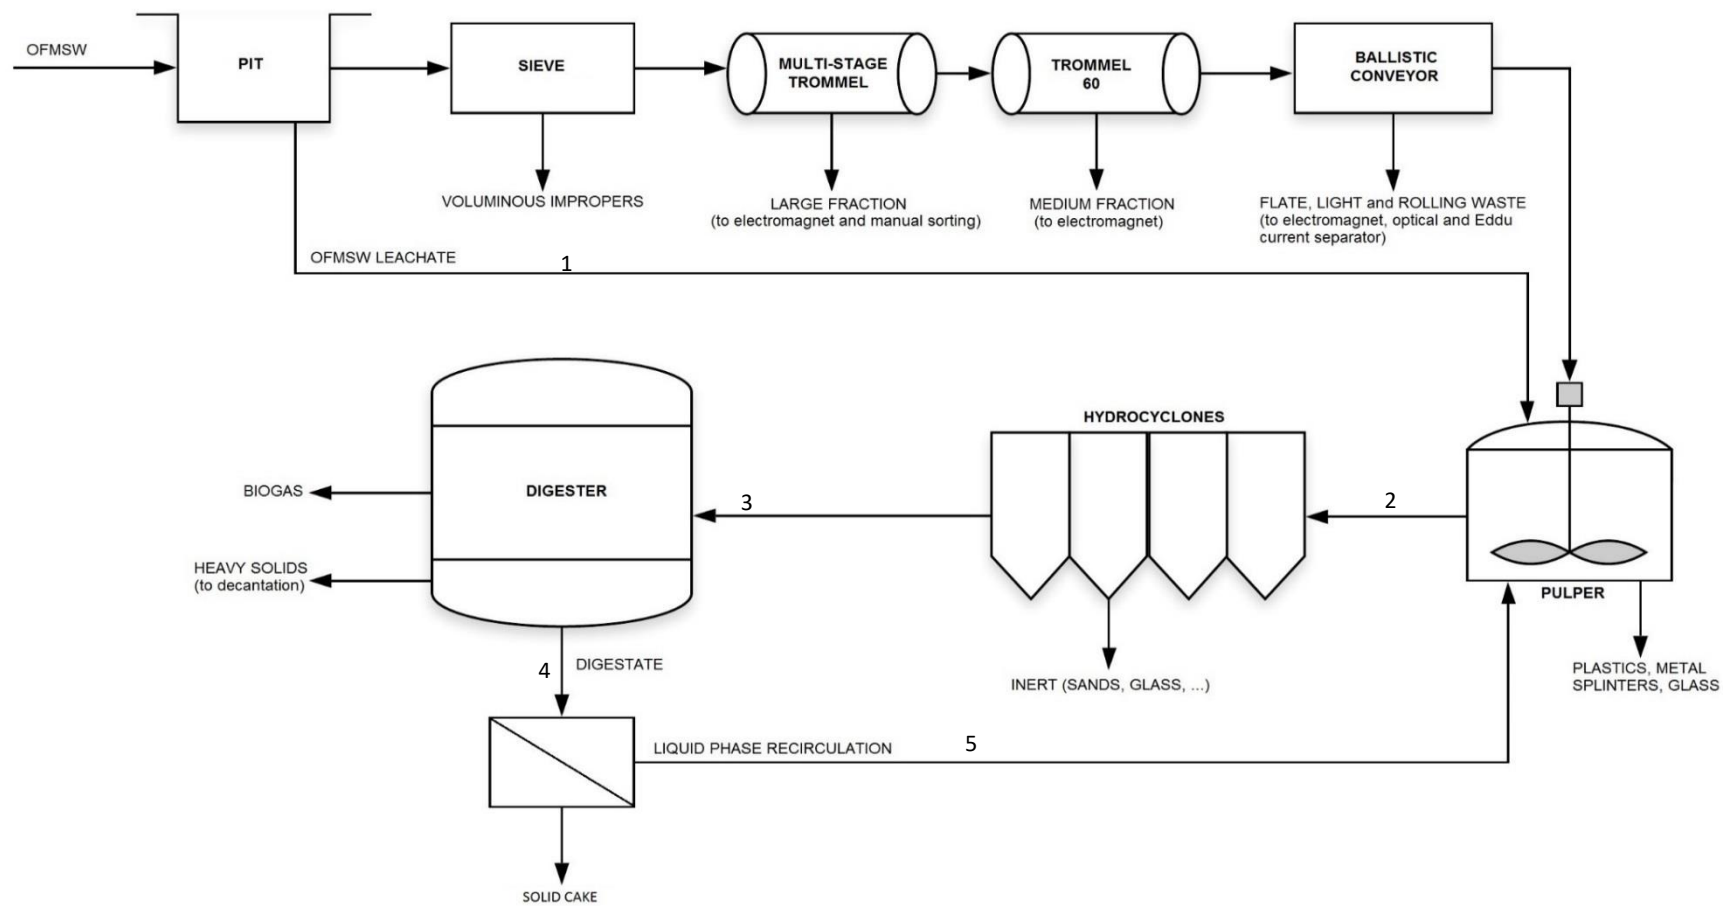 OFMSW
PIT
SIEVE
MULTI-STAGE
TROMMEL
TROMMEL
60
BALLISTIC
CONVEYOR
VOLUMINOUS IMPROPERS
LARGE FRACTION
(to electromagnet and manual sorting)
MEDIUM FRACTION
(to electromagnet)
FLATE, LIGHT and ROLLING WASTE
(to electromagnet, optical and Eddu
current separator)
OFMSW LEACHATE
1
HYDROCYCLONES
BIOGAS
DIGESTER
3
2
HEAVY SOLIDS
(to decantation)
PULPER
4
DIGESTATE
INERT (SANDS, GLASS, ...)
PLASTICS, METAL
SPLINTERS, GLASS
LIQUID PHASE RECIRCULATION
5
SOLID CAKE